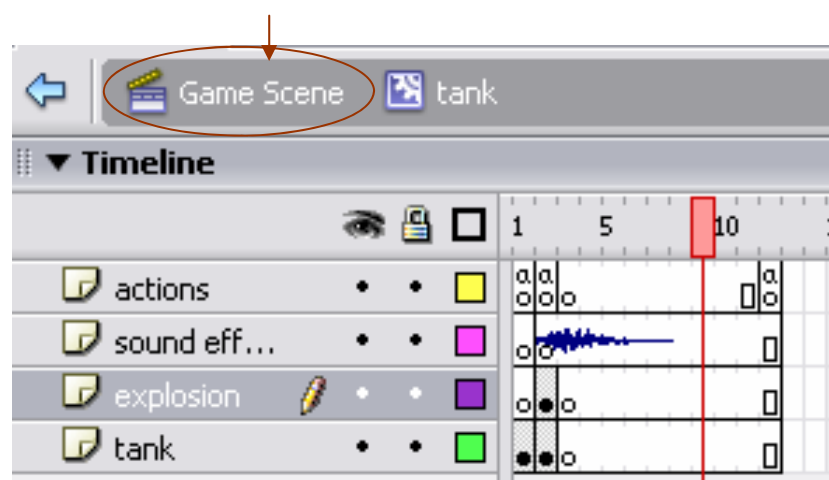 Game Scene tank
Timeline
1 5 10
actions
a a a
sound eff...
explosion
tank